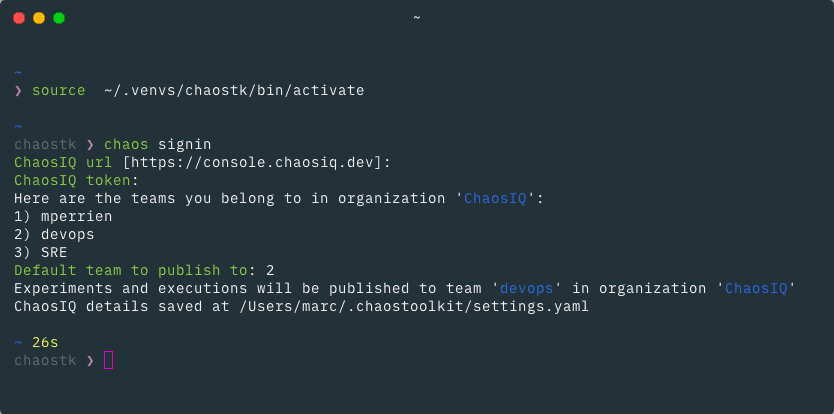 ~
~
❯ source  ~/.venvs/chaostk/bin/activate
~
chaostk ❯ chaos signin
ChaosIQ url [https://console.chaosiq.dev]:
ChaosIQ token:
Here are the teams you belong to in organization 'ChaosIQ':
1) mperrien
2) devops
3) SRE
Default team to publish to: 2
Experiments and executions will be published to team 'devops' in organization 'ChaosIQ'
ChaosIQ details saved at /Users/marc/.chaostoolkit/settings.yaml
~ 26s
chaostk ❯